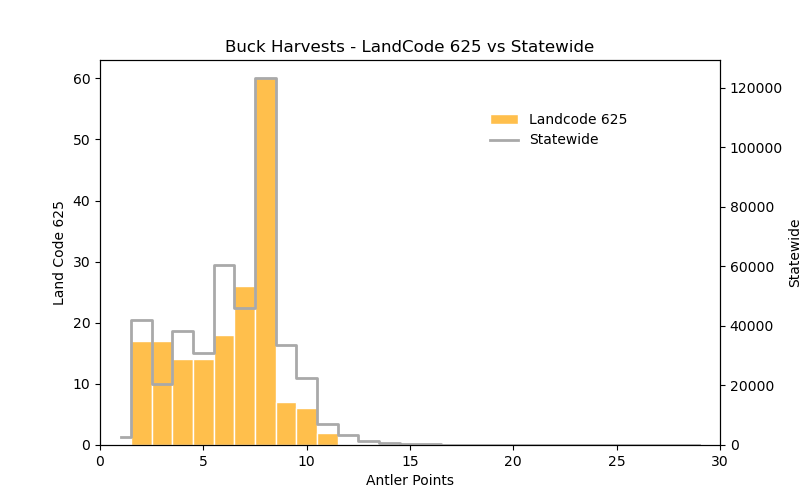 Buck Harvests - LandCode 625 vs Statewide
60
50
40
30
20
10
0
Land Code 625
Landcode 625
Statewide
120000
100000
80000
60000
40000
20000
0
Statewide
0 5 10 15 20 25 30
Antler Points